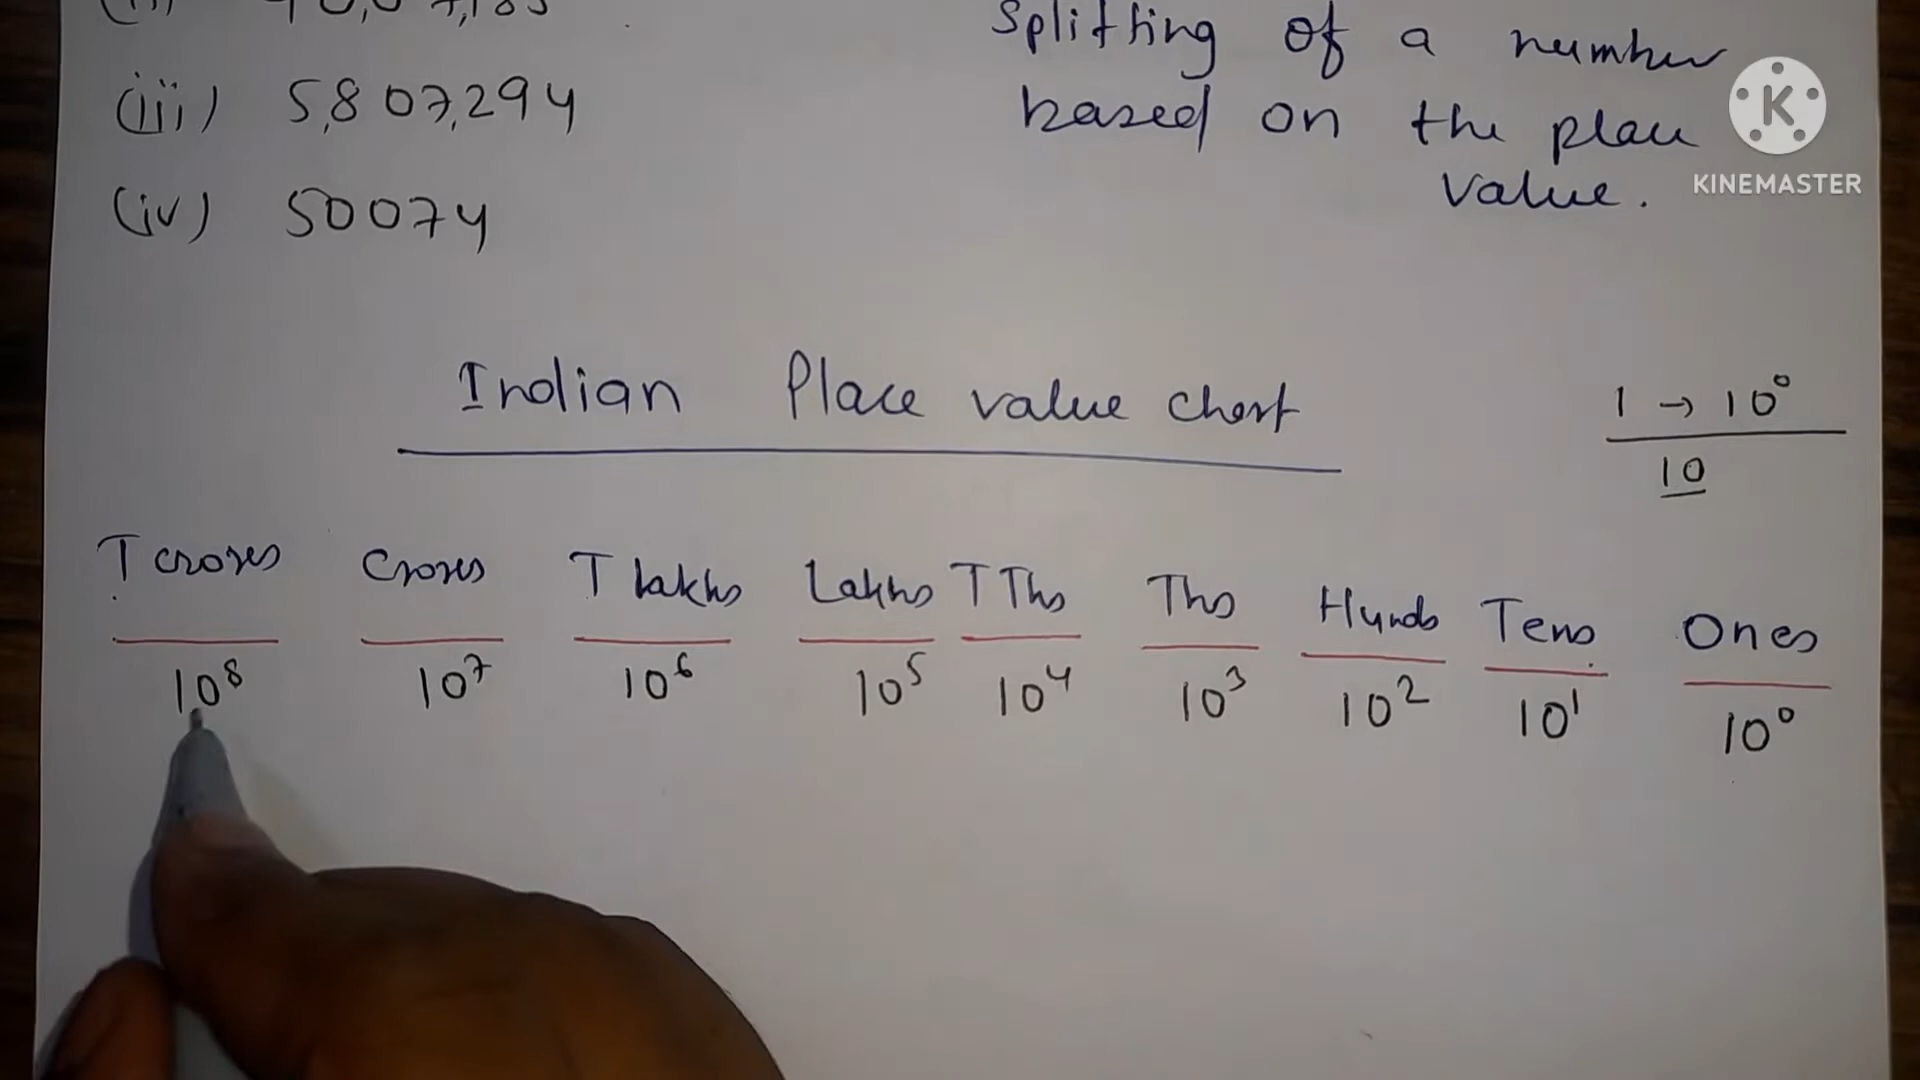 (iii) 5,807,294
(iv) 50074
Splitting of a number
based on the place
value.
KINEMASTER
Indian Place value chart
1 → 10⁰
10
T crores Crores T lakhs Lakhs T Ths Ths Hunds Tens Ones
10⁸ 10⁷ 10⁶ 10⁵ 10⁴ 10³ 10² 10¹ 10⁰